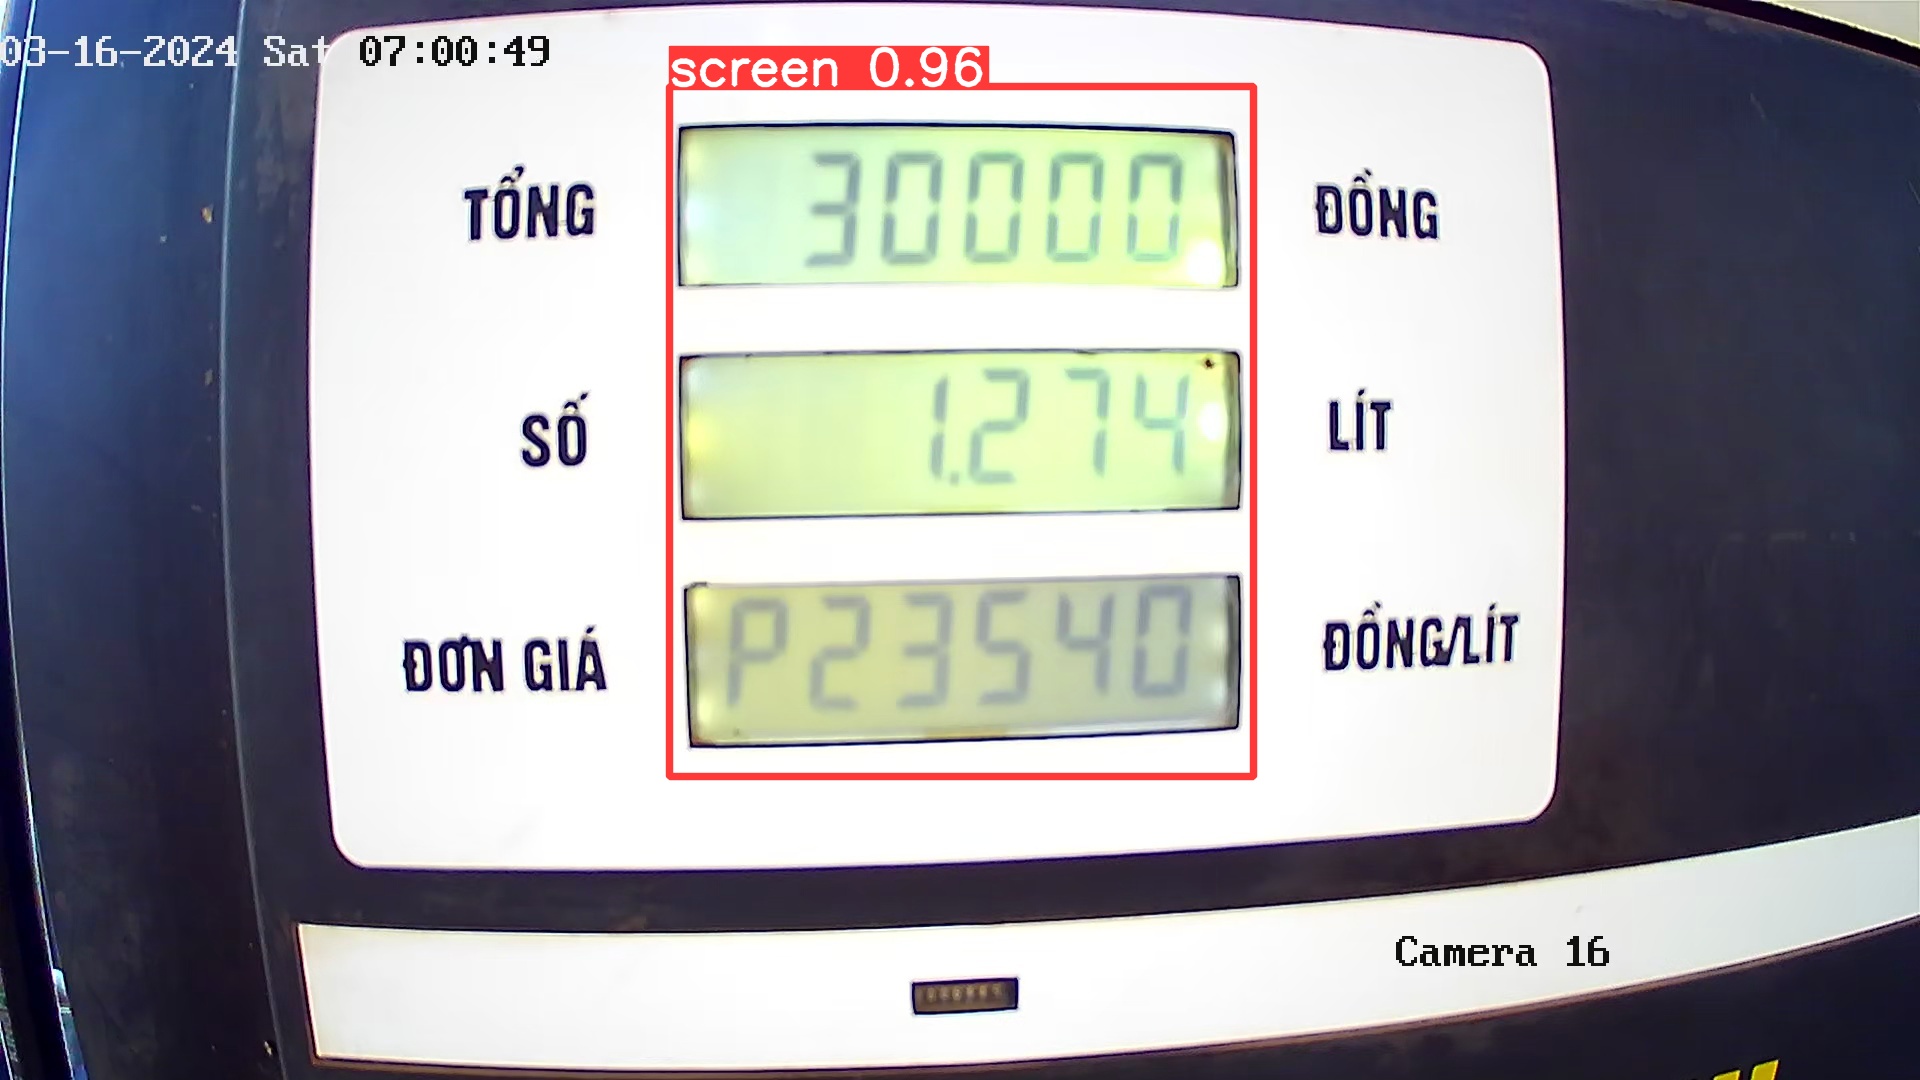 03-16-2024 Sat 07:00:49
screen 0.96
TỔNG 30000 ĐỒNG
SỐ 1.274 LÍT
ĐƠN GIÁ P23540 ĐỒNG/LÍT
Camera 16